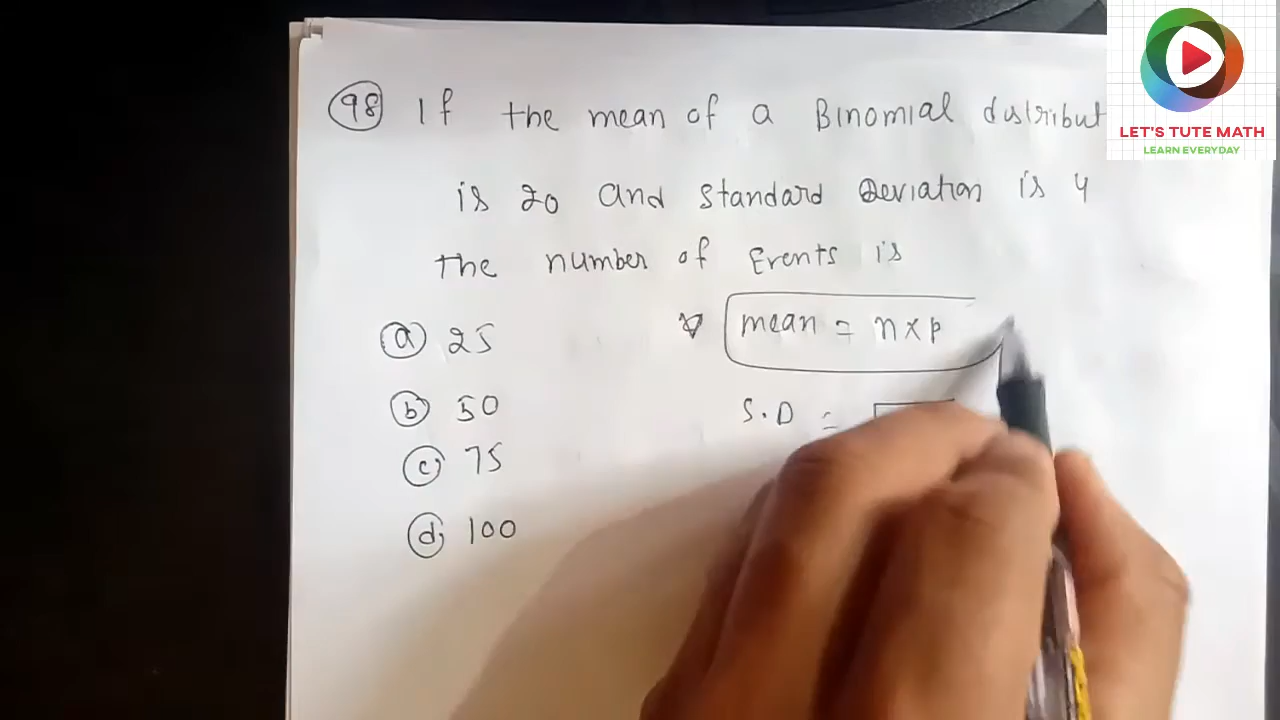 98 If the mean of a Binomial distribut
is 20 and Standard Deviation is 4
the number of Events is
a 25
mean = n×p
b 50
S.D =
c 75
d 100
LET'S TUTE MATH
LEARN EVERYDAY